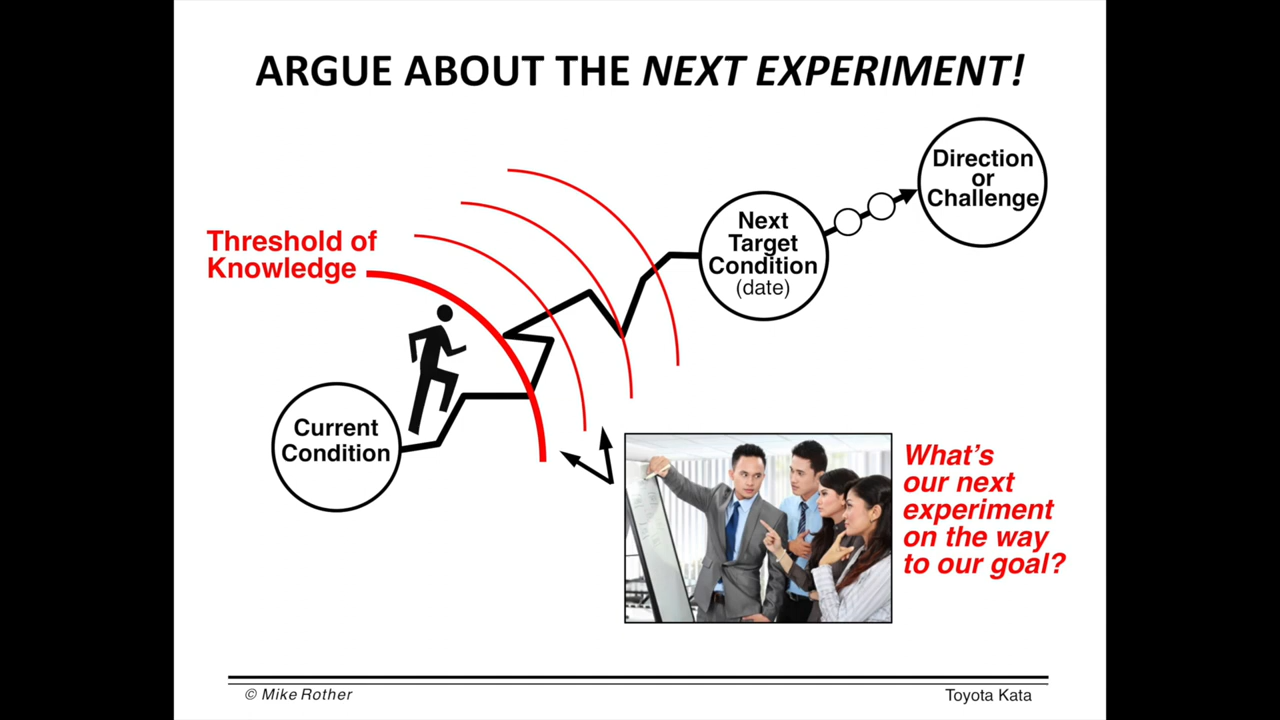 ARGUE ABOUT THE NEXT EXPERIMENT!
Direction
or
Challenge
Next
Target
Condition
(date)
Threshold of
Knowledge
Current
Condition
What's
our next
experiment
on the way
to our goal?
© Mike Rother
Toyota Kata